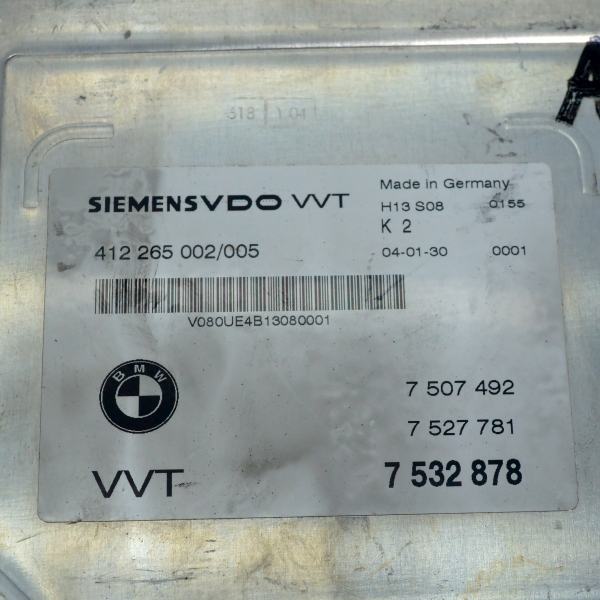 318 1 04
A
SIEMENSVDO VVT
Made in Germany
H13 S08 0155
K 2
412 265 002/005
04-01-30 0001
V080UE4B13080001
BMW
7 507 492
7 527 781
VVT
7 532 878